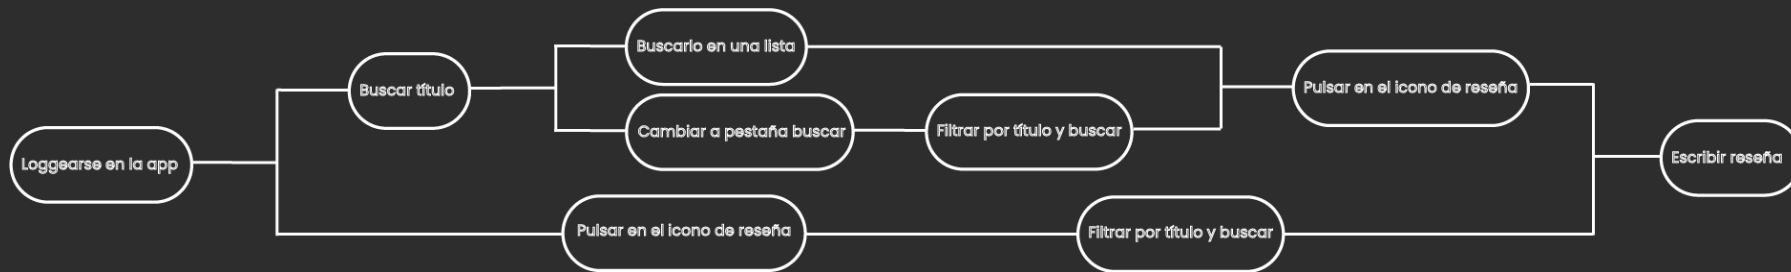 Loggearse en la app
Buscar título
Buscarlo en una lista
Cambiar a pestaña buscar
Filtrar por título y buscar
Pulsar en el icono de reseña
Pulsar en el icono de reseña
Filtrar por título y buscar
Escribir reseña